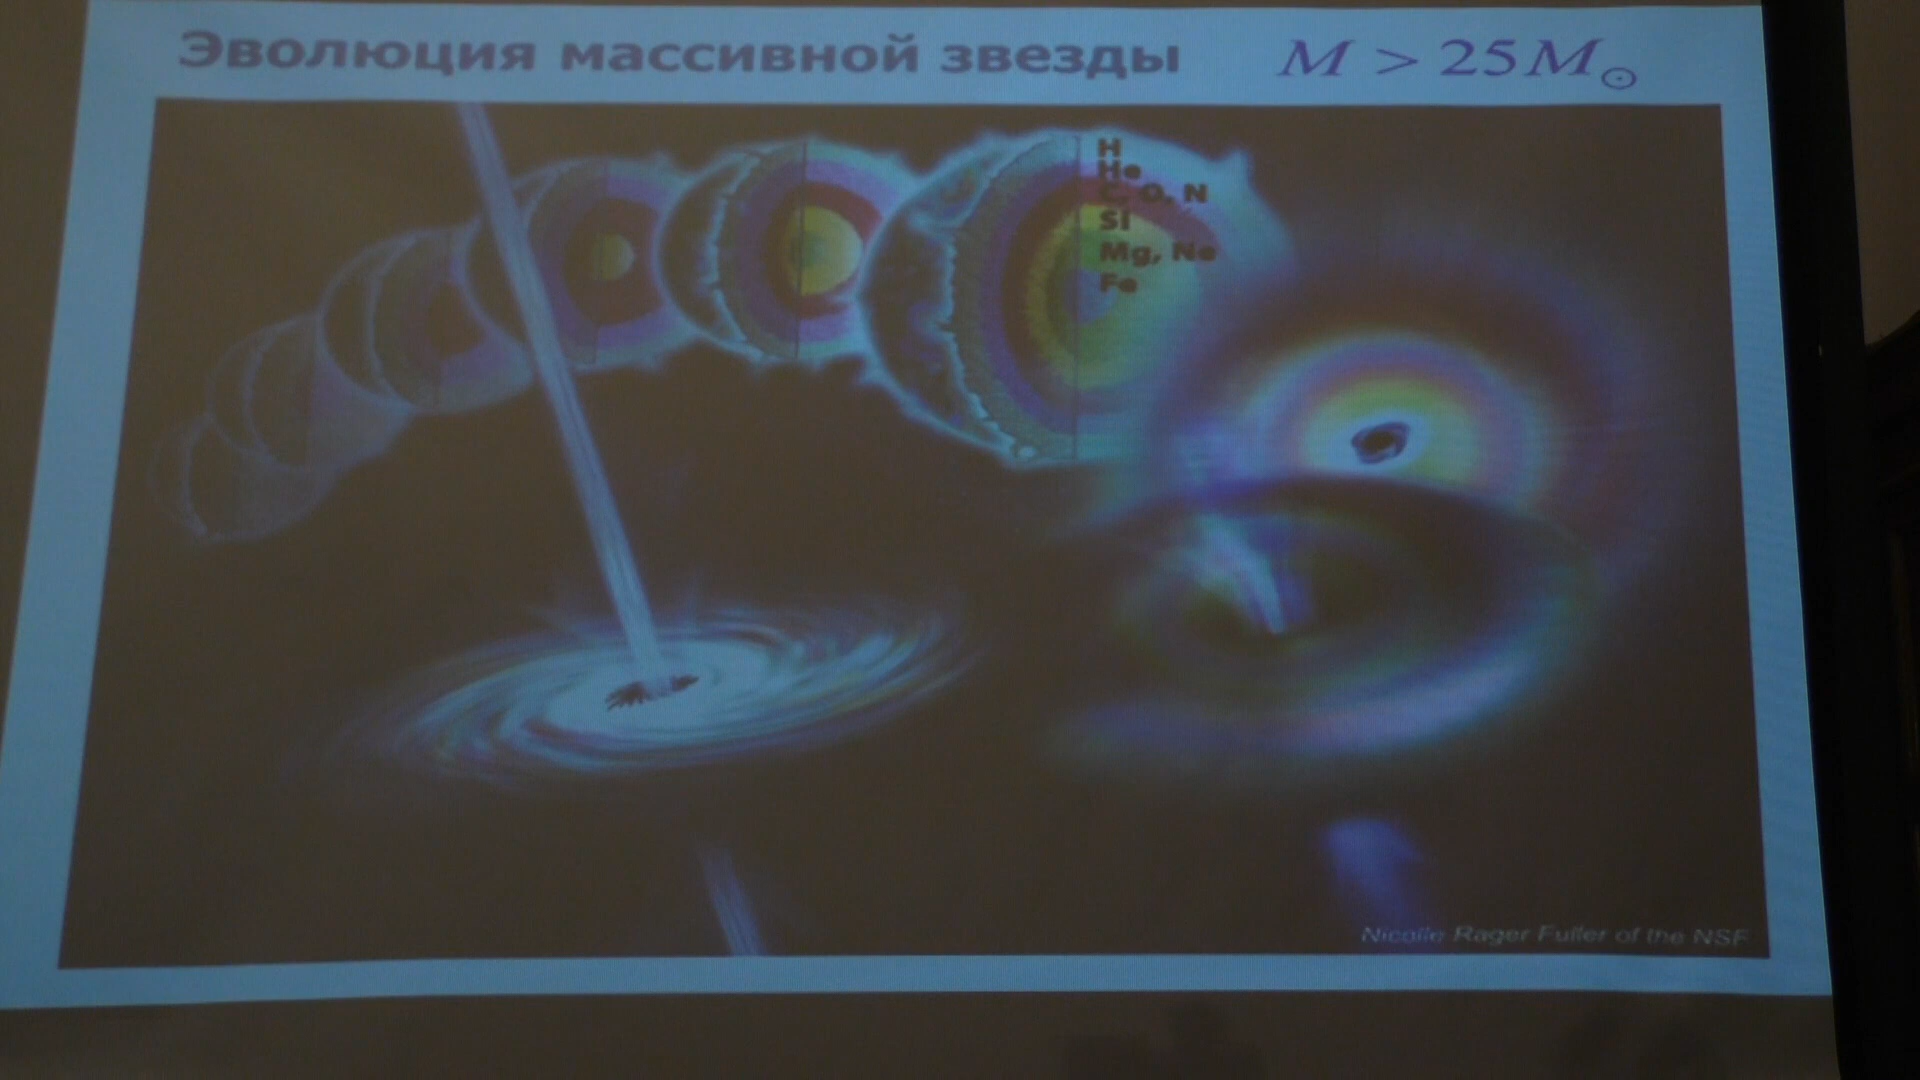 Эволюция массивной звезды M > 25M☉
H
He
C, O, N
Si
Mg, Ne
Fe
Nicolle Rager Fuller of the NSF